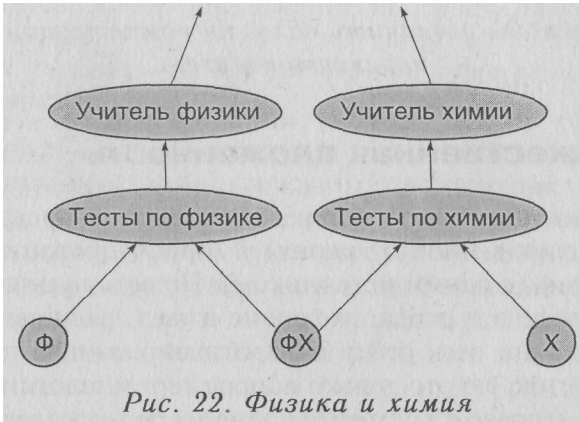 Учитель физики Учитель химии
Тесты по физике Тесты по химии
Ф ФХ Х
Рис. 22. Физика и химия